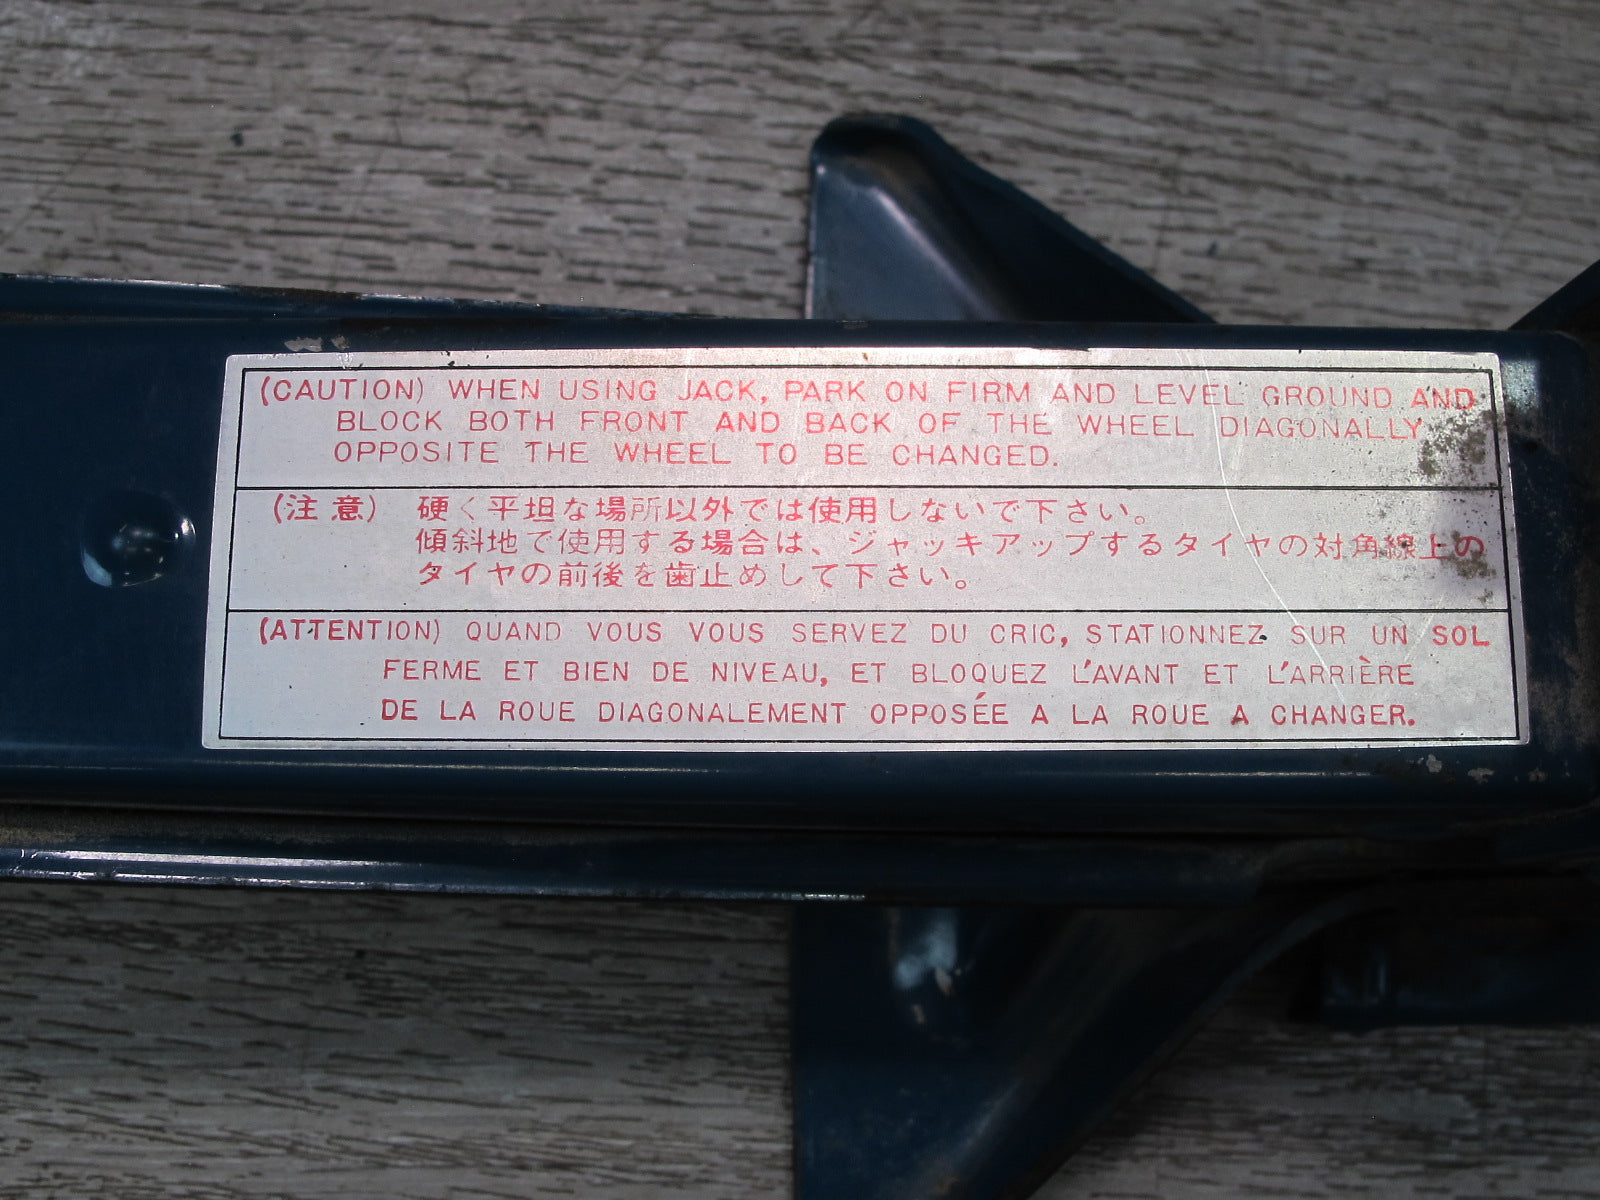 (CAUTION) WHEN USING JACK, PARK ON FIRM AND LEVEL GROUND AND
BLOCK BOTH FRONT AND BACK OF THE WHEEL DIAGONALLY
OPPOSITE THE WHEEL TO BE CHANGED.
(注意) 硬く平坦な場所以外では使用しないで下さい。
傾斜地で使用する場合は、ジャッキアップするタイヤの対角線上の
タイヤの前後を歯止めして下さい。
(ATTENTION) QUAND VOUS VOUS SERVEZ DU CRIC, STATIONNEZ SUR UN SOL
FERME ET BIEN DE NIVEAU, ET BLOQUEZ L'AVANT ET L'ARRIÈRE
DE LA ROUE DIAGONALEMENT OPPOSÉE A LA ROUE A CHANGER.